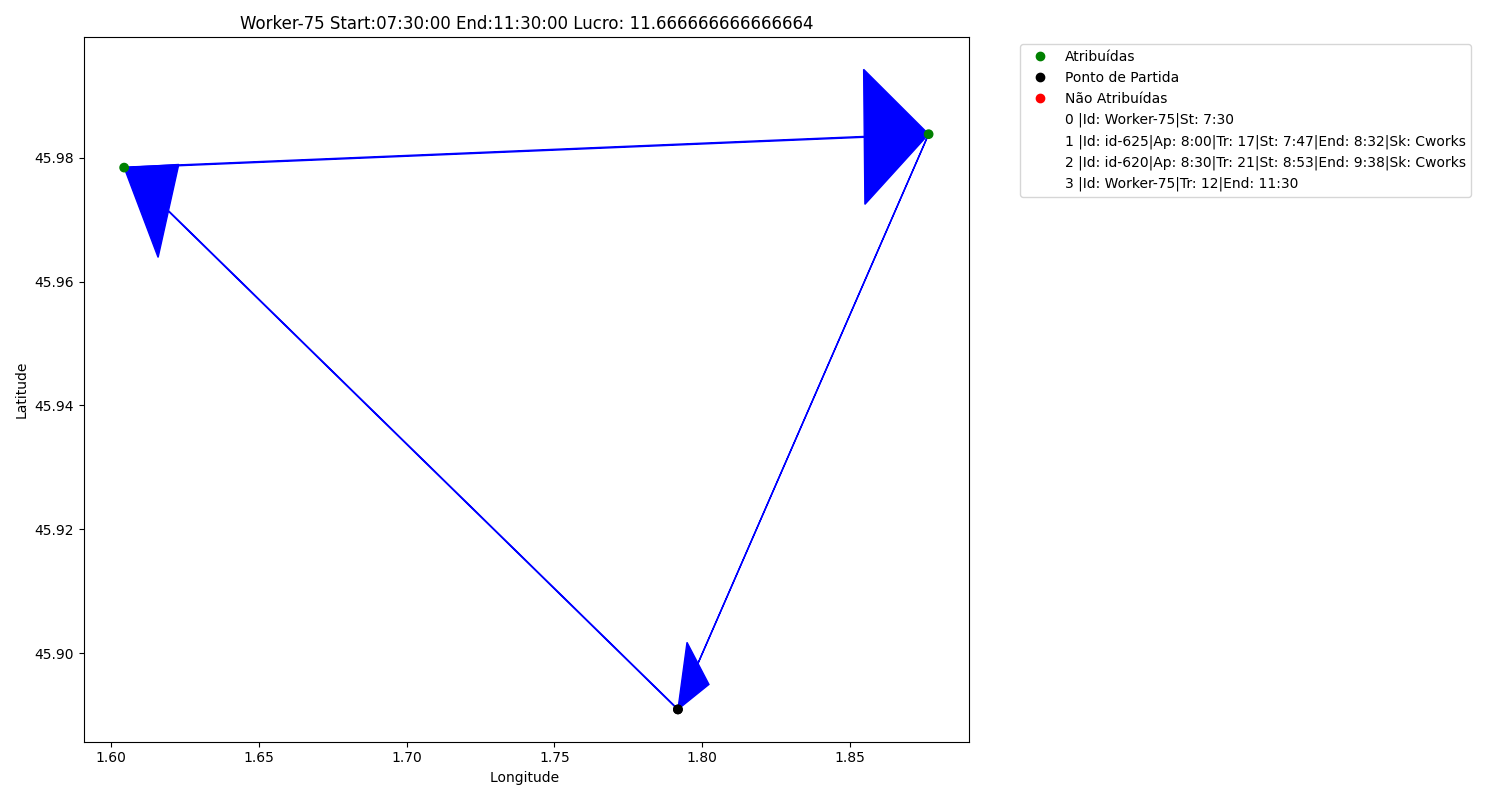 Worker-75 Start:07:30:00 End:11:30:00 Lucro: 11.666666666666664
Atribuídas
Ponto de Partida
Não Atribuídas
0 |Id: Worker-75|St: 7:30
1 |Id: id-625|Ap: 8:00|Tr: 17|St: 7:47|End: 8:32|Sk: Cworks
2 |Id: id-620|Ap: 8:30|Tr: 21|St: 8:53|End: 9:38|Sk: Cworks
3 |Id: Worker-75|Tr: 12|End: 11:30
Latitude
45.98
45.96
45.94
45.92
45.90
1.60 1.65 1.70 1.75 1.80 1.85
Longitude